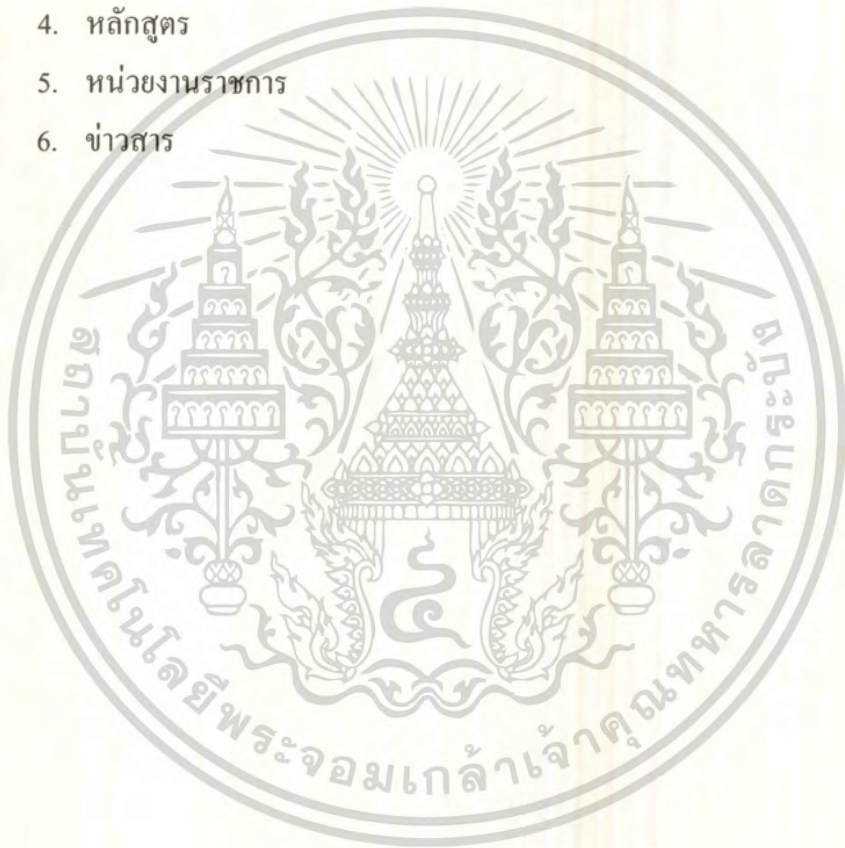 4. หลักสูตร
5. หน่วยงานราชการ
6. ข่าวสาร
สถาบันเทคโนโลยีพระจอมเกล้าเจ้าคุณทหารลาดกระบัง
๔